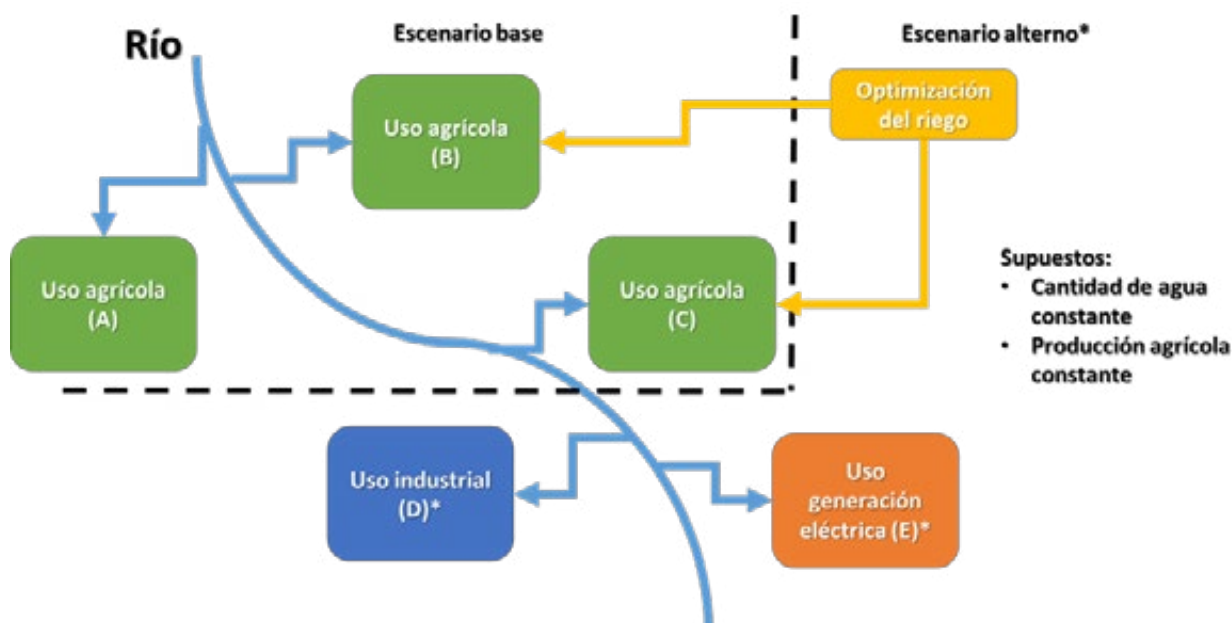 Río
Escenario base
Escenario alterno*
Optimización
del riego
Uso agrícola
(B)
Uso agrícola
(A)
Uso agrícola
(C)
Supuestos:
• Cantidad de agua
constante
• Producción agrícola
constante
Uso industrial
(D)*
Uso
generación
eléctrica (E)*